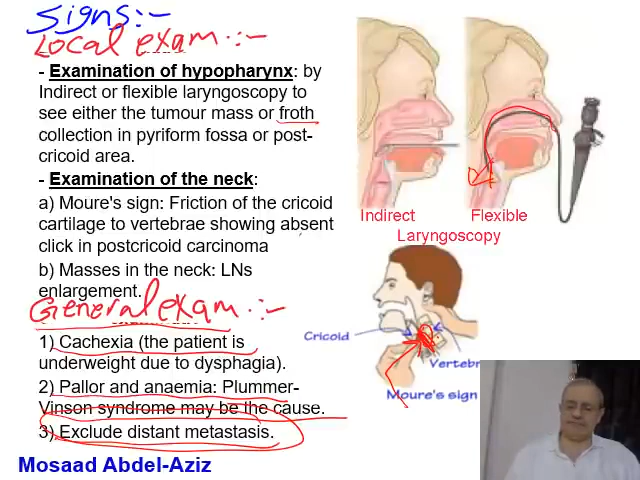 Signs:-
Local exam.:-
- Examination of hypopharynx: by
Indirect or flexible laryngoscopy to
see either the tumour mass or froth
collection in pyriform fossa or post-
cricoid area.
- Examination of the neck:
a) Moure's sign: Friction of the cricoid
cartilage to vertebrae showing absent
click in postcricoid carcinoma
b) Masses in the neck: LNs
enlargement.
General exam.:-
1) Cachexia (the patient is
underweight due to dysphagia).
2) Pallor and anaemia: Plummer-
Vinson syndrome may be the cause.
3) Exclude distant metastasis.
Mosaad Abdel-Aziz
Indirect
Flexible
Laryngoscopy
Cricoid
Vertebr
Moure's sign